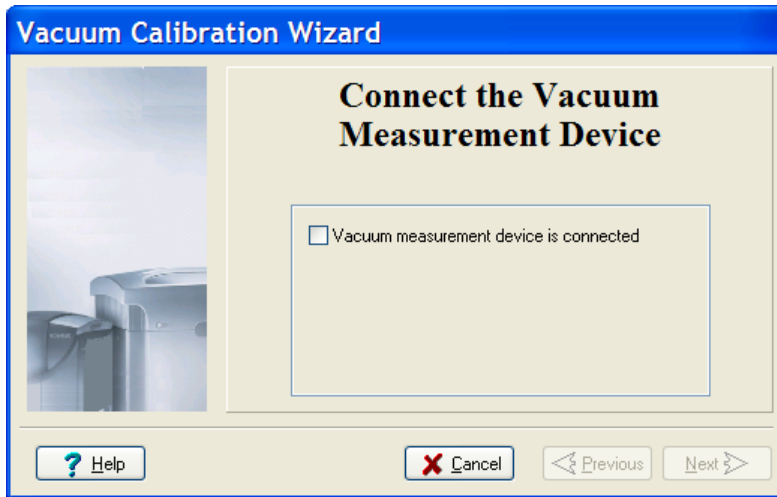 Vacuum Calibration Wizard
Connect the Vacuum
Measurement Device
Vacuum measurement device is connected
Help
Cancel
Previous
Next